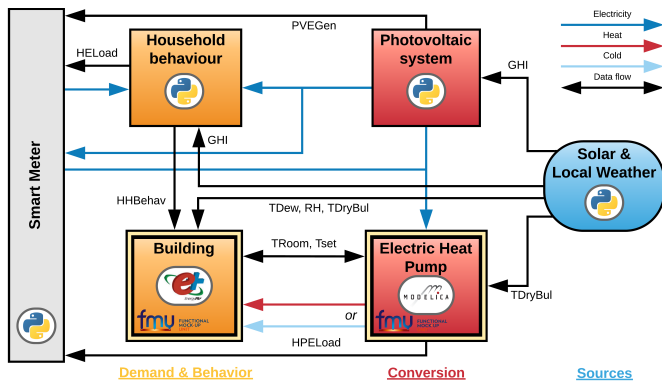 PVEGen
Electricity
Heat
Cold
Data flow
Household
behaviour
Photovoltaic
system
HELoad
GHI
Smart Meter
GHI
Solar &
Local Weather
HHBehav
TDew, RH, TDryBul
Building
TRoom, Tset
Electric Heat
Pump
MODELICA
TDryBul
fmu FUNCTIONAL
MOCK-UP
or
fmu FUNCTIONAL
MOCK-UP
HPELoad
Demand & Behavior
Conversion
Sources